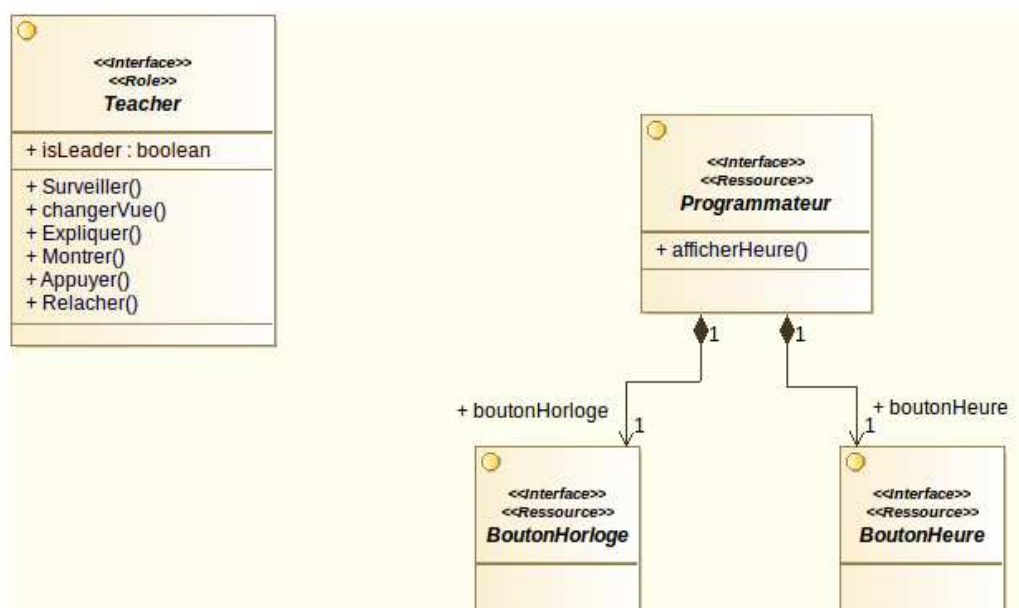 <<Interface>>
<<Role>>
Teacher
+ isLeader : boolean
+ Surveiller()
+ changerVue()
+ Expliquer()
+ Montrer()
+ Appuyer()
+ Relacher()
<<Interface>>
<<Ressource>>
Programmateur
+ afficherHeure()
1
1
+ boutonHorloge
1
+ boutonHeure
1
<<Interface>>
<<Ressource>>
BoutonHorloge
<<Interface>>
<<Ressource>>
BoutonHeure